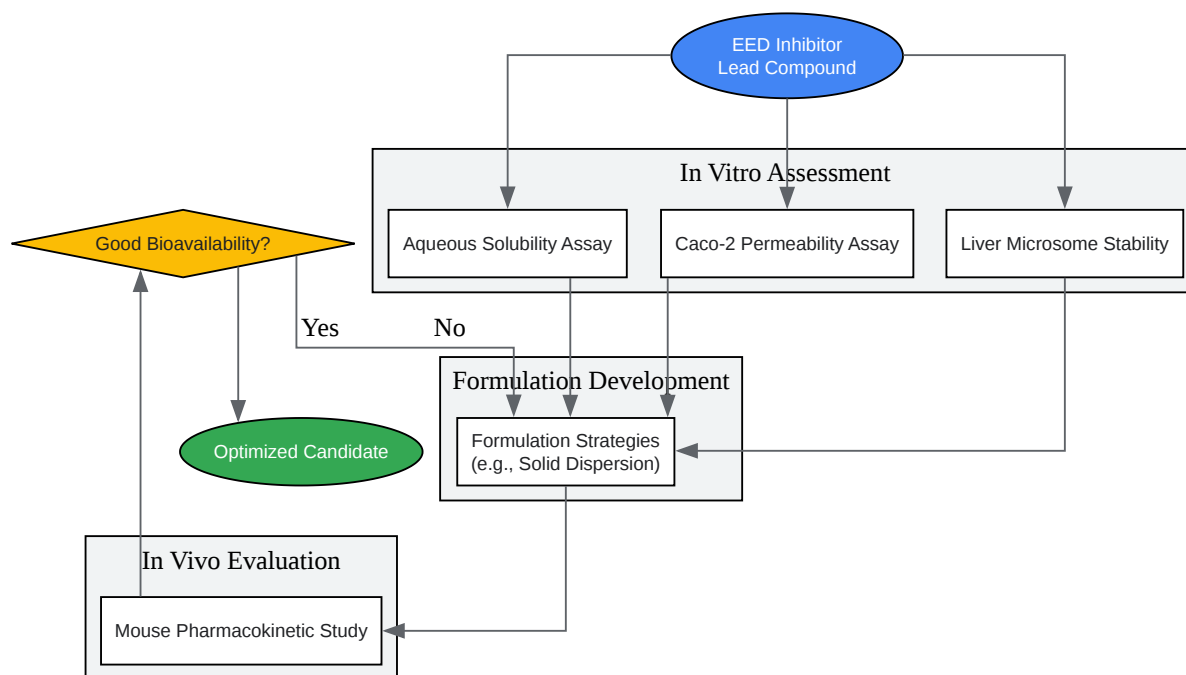 EED Inhibitor
Lead Compound
In Vitro Assessment
Aqueous Solubility Assay
Caco-2 Permeability Assay
Liver Microsome Stability
Good Bioavailability?
Yes
No
Formulation Development
Formulation Strategies
(e.g., Solid Dispersion)
Optimized Candidate
In Vivo Evaluation
Mouse Pharmacokinetic Study